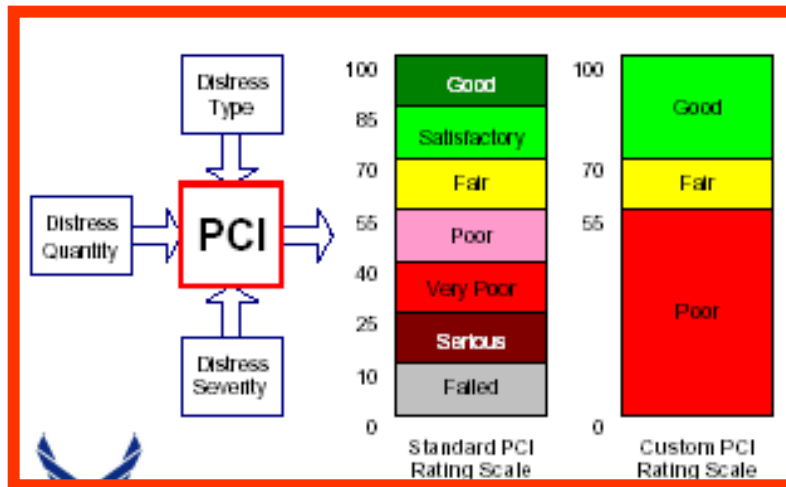 Distress
Type
Distress
Quantity
PCI
Distress
Severity
100
85
70
55
40
25
10
0
Good
Satisfactory
Fair
Poor
Very Poor
Serious
Failed
Standard PCI
Rating Scale
100
70
55
0
Good
Fair
Poor
Custom PCI
Rating Scale